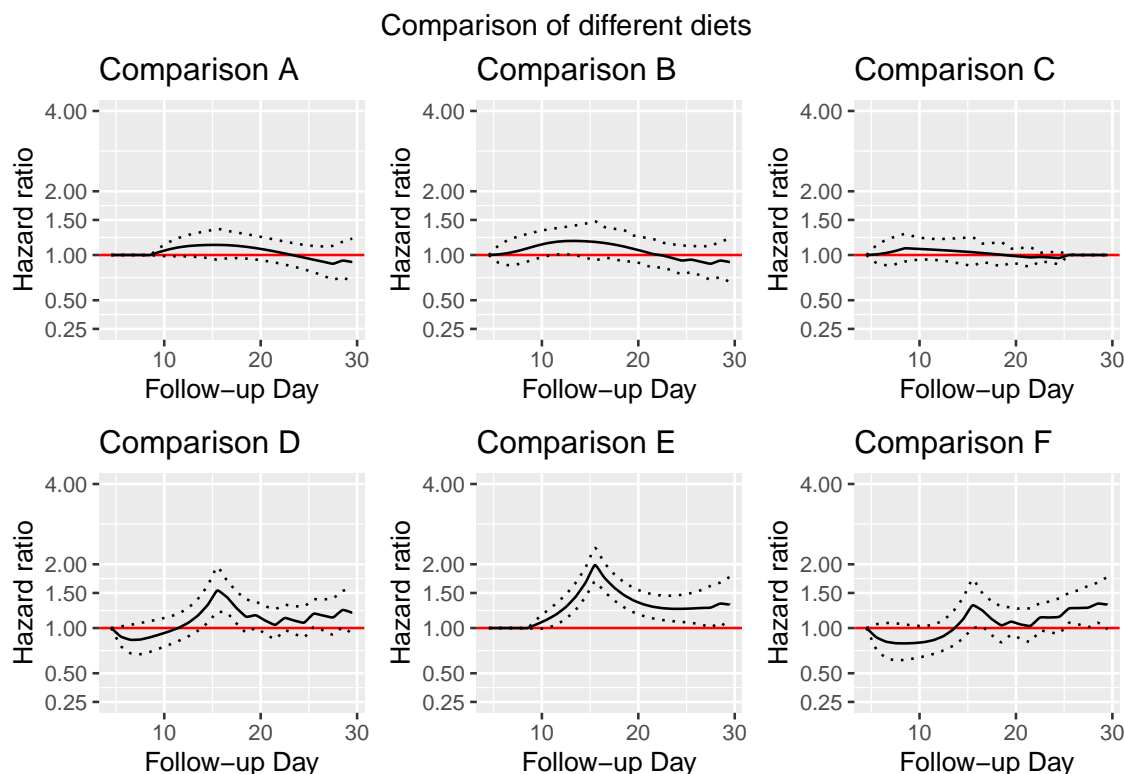 Comparison of different diets
Comparison A
Hazard ratio
4.00
2.00
1.50
1.00
0.50
0.25
10
20
30
Follow−up Day
Comparison B
Hazard ratio
4.00
2.00
1.50
1.00
0.50
0.25
10
20
30
Follow−up Day
Comparison C
Hazard ratio
4.00
2.00
1.50
1.00
0.50
0.25
10
20
30
Follow−up Day
Comparison D
Hazard ratio
4.00
2.00
1.50
1.00
0.50
0.25
10
20
30
Follow−up Day
Comparison E
Hazard ratio
4.00
2.00
1.50
1.00
0.50
0.25
10
20
30
Follow−up Day
Comparison F
Hazard ratio
4.00
2.00
1.50
1.00
0.50
0.25
10
20
30
Follow−up Day